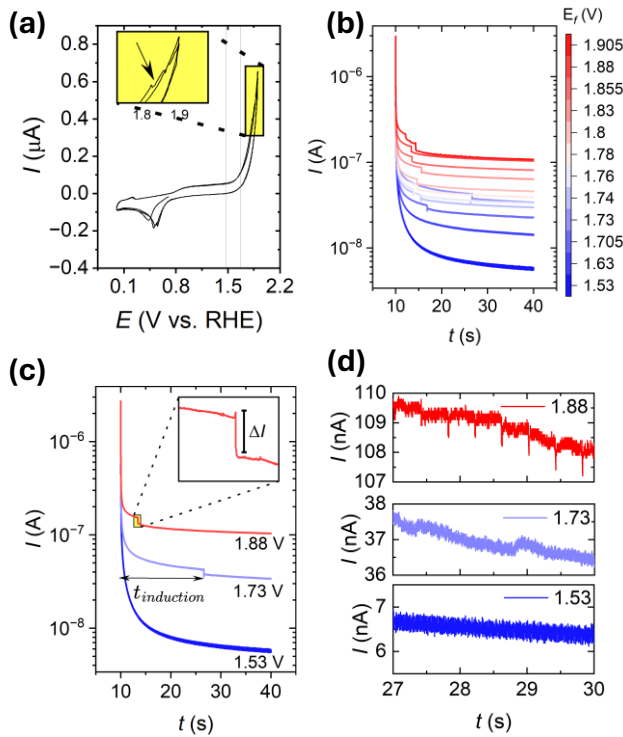 (a)
0.8
0.6
0.4
0.2
0.0
−0.2
−0.4
I (µA)
1.8 1.9
0.1 0.8 1.5 2.2
E (V vs. RHE)
(b)
E_f (V)
10⁻⁶
10⁻⁷
10⁻⁸
I (A)
1.905
1.88
1.83
1.8
1.78
1.76
1.74
1.73
1.705
1.63
1.53
10 20 30 40
t (s)
(c)
10⁻⁶
10⁻⁷
10⁻⁸
I (A)
ΔI
1.88 V
1.73 V
t_induction
1.53 V
10 20 30 40
t (s)
(d)
110
109
108
107
I (nA)
1.88
38
37
36
I (nA)
1.73
7
6
I (nA)
1.53
27 28 29 30
t (s)